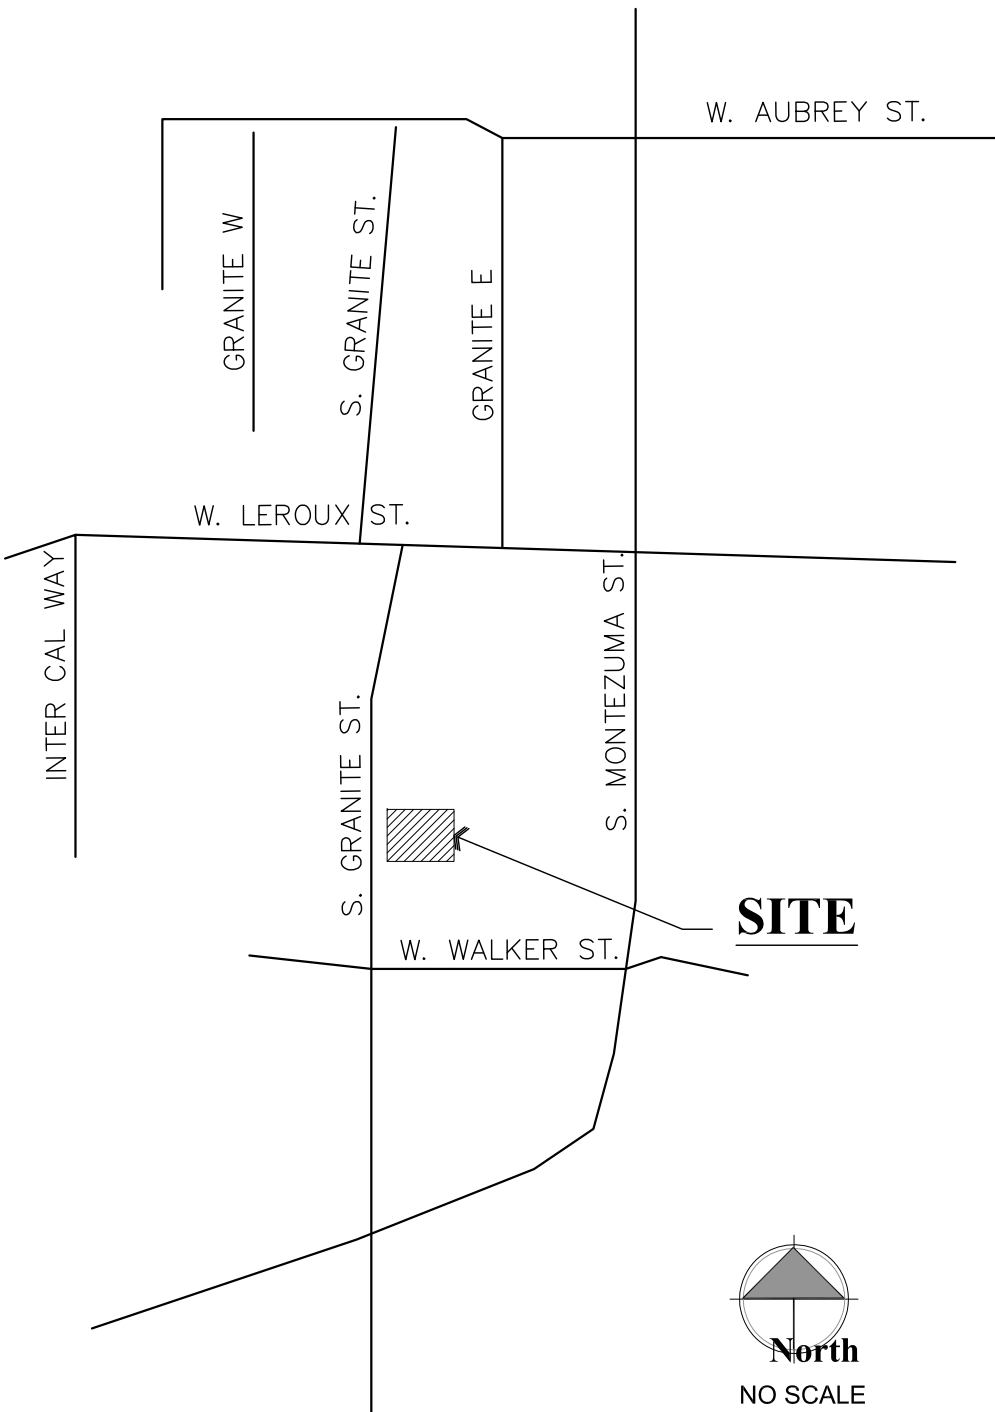 W. AUBREY ST.
GRANITE W
S. GRANITE ST.
GRANITE E
W. LEROUX ST.
INTER CAL WAY
S. GRANITE ST.
S. MONTEZUMA ST.
SITE
W. WALKER ST.
North
NO SCALE